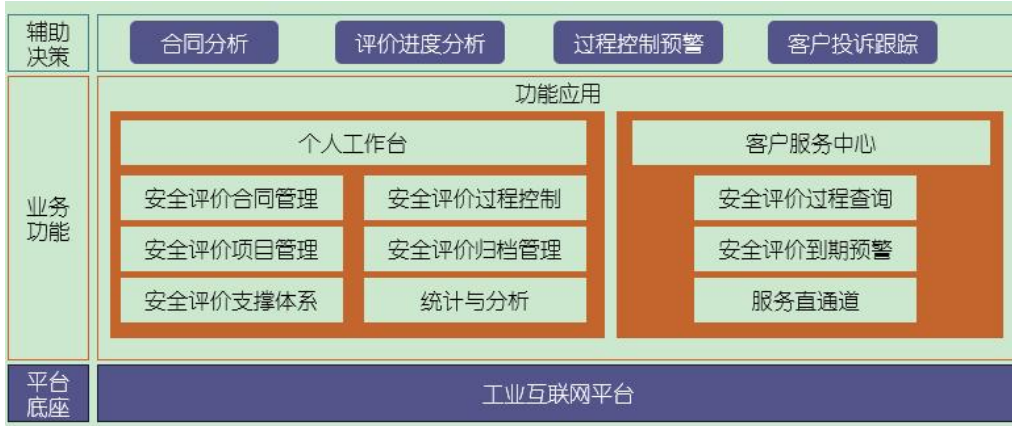 辅助
决策
合同分析
评价进度分析
过程控制预警
客户投诉跟踪
业务
功能
功能应用
个人工作台
安全评价合同管理
安全评价过程控制
安全评价项目管理
安全评价归档管理
安全评价支撑体系
统计与分析
客户服务中心
安全评价过程查询
安全评价到期预警
服务直通道
平台
底座
工业互联网平台